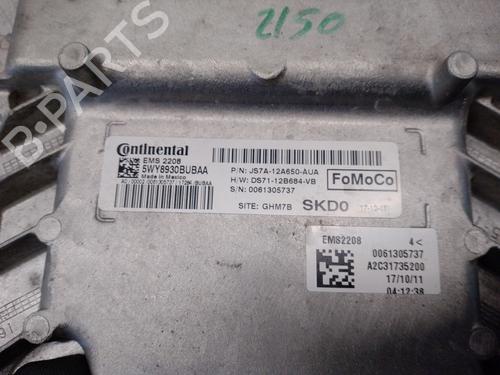 2150
B-PARTS
Continental
EMS 2208
5WY8930BUBAA
Made in Mexico
P/N: JS7A-12A650-AUA
H/W: DS71-12B684-VB
S/N: 0061305737
SITE: GHM7B
SKD0
FoMoCo
EMS2208 4<
0061305737
A2C31735200
17/10/11
04:12:38